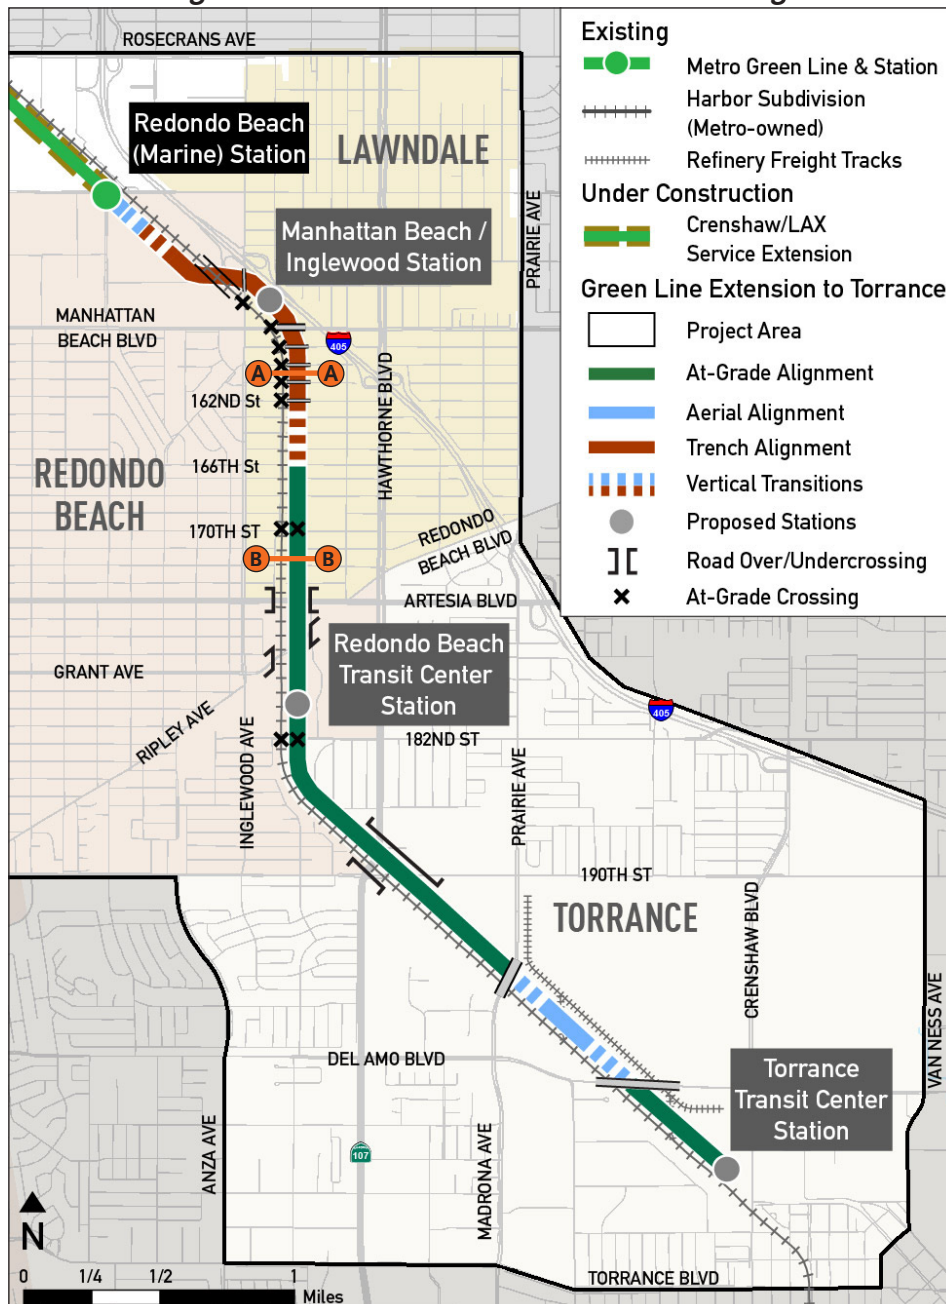 ROSECRANS AVE
Redondo Beach
(Marine) Station
LAWNDALE
PRAIRIE AVE
Manhattan Beach /
Inglewood Station
MANHATTAN
BEACH BLVD
405
HAWTHORNE BLVD
A
A
162ND St
REDONDO
BEACH
166TH St
170TH ST
REDONDO
BEACH BLVD
B
B
ARTESIA BLVD
GRANT AVE
Redondo Beach
Transit Center
Station
RIPLEY AVE
INGLEWOOD AVE
182ND ST
405
PRAIRIE AVE
190TH ST
TORRANCE
CRENSHAW BLVD
VAN NESS AVE
DEL AMO BLVD
Torrance
Transit Center
Station
ANZA AVE
107
MADRONA AVE
TORRANCE BLVD
N
0 1/4 1/2 1
Miles
Existing
Metro Green Line & Station
Harbor Subdivision
(Metro-owned)
Refinery Freight Tracks
Under Construction
Crenshaw/LAX
Service Extension
Green Line Extension to Torrance
Project Area
At-Grade Alignment
Aerial Alignment
Trench Alignment
Vertical Transitions
Proposed Stations
Road Over/Undercrossing
At-Grade Crossing